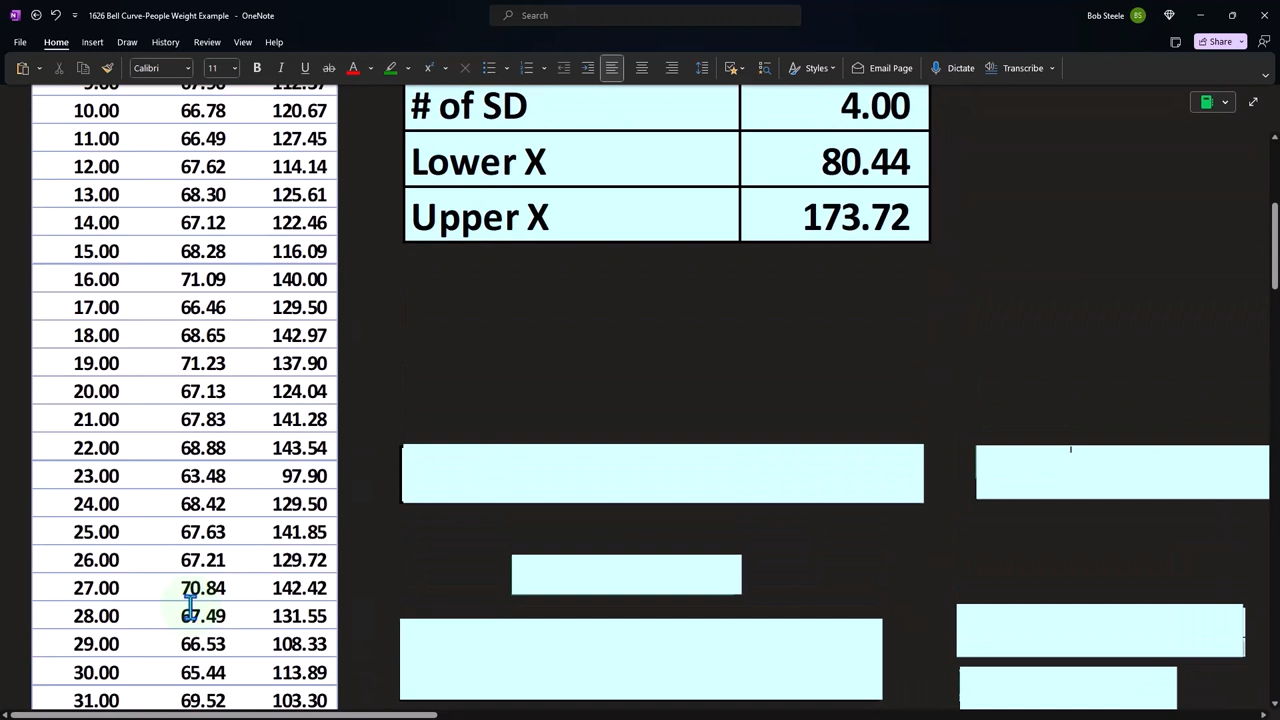 1626 Bell Curve-People Weight Example - OneNote
Search
Bob Steele
BS
File Home Insert Draw History Review View Help
Share
Calibri 11 B I U ab A Styles Email Page Dictate Transcribe
10.00 66.78 120.67
11.00 66.49 127.45
12.00 67.62 114.14
13.00 68.30 125.61
14.00 67.12 122.46
15.00 68.28 116.09
16.00 71.09 140.00
17.00 66.46 129.50
18.00 68.65 142.97
19.00 71.23 137.90
20.00 67.13 124.04
21.00 67.83 141.28
22.00 68.88 143.54
23.00 63.48 97.90
24.00 68.42 129.50
25.00 67.63 141.85
26.00 67.21 129.72
27.00 70.84 142.42
28.00 67.49 131.55
29.00 66.53 108.33
30.00 65.44 113.89
31.00 69.52 103.30
# of SD 4.00
Lower X 80.44
Upper X 173.72